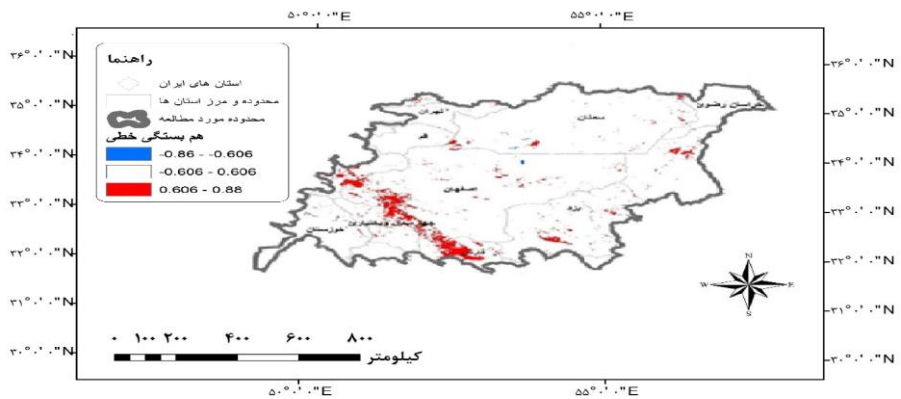 ۵۰°۰'۰"E ۵۵°۰'۰"E
۳۶°۰'۰"N ۳۶°۰'۰"N
۳۵°۰'۰"N ۳۵°۰'۰"N
۳۴°۰'۰"N ۳۴°۰'۰"N
۳۳°۰'۰"N ۳۳°۰'۰"N
۳۲°۰'۰"N ۳۲°۰'۰"N
۳۱°۰'۰"N ۳۱°۰'۰"N
۳۰°۰'۰"N ۳۰°۰'۰"N
راهنما
استان های ایران
محدوده و مرز استان ها
محدوده مورد مطالعه
هم بستگی خطی
-0.86 - -0.606
-0.606 - 0.606
0.606 - 0.88
خراسان رضوی
تهران
سمنان
قم
اصفهان
یزد
خوزستان
N
W E
S
۰ ۱۰۰ ۲۰۰ ۴۰۰ ۶۰۰ ۸۰۰
کیلومتر
۵۰°۰'۰"E ۵۵°۰'۰"E